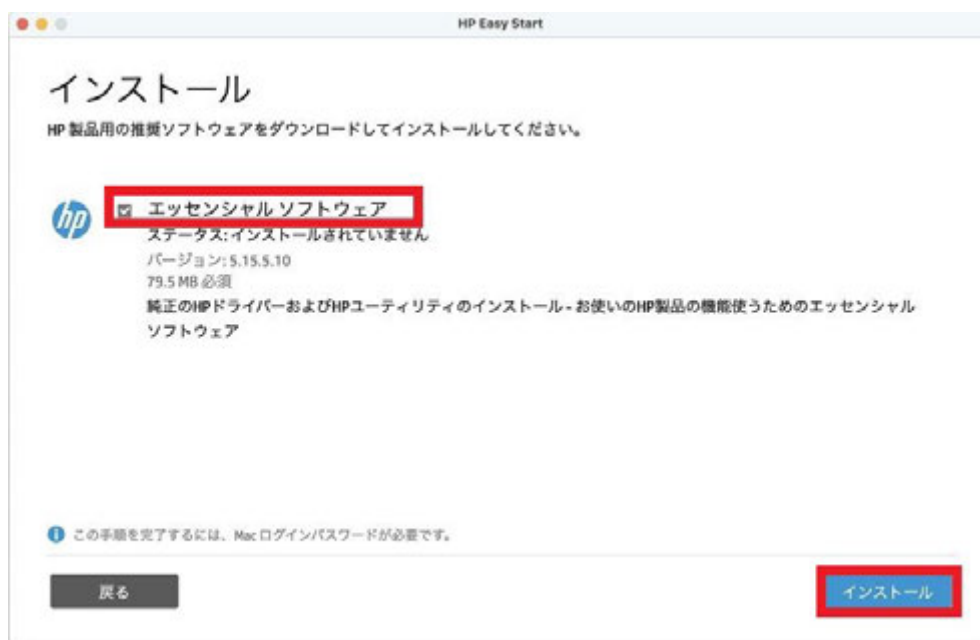 HP Easy Start
インストール
HP 製品用の推奨ソフトウェアをダウンロードしてインストールしてください。
hp
エッセンシャル ソフトウェア
ステータス: インストールされていません
バージョン: 5.15.5.10
79.5 MB 必須
純正のHPドライバーおよびHPユーティリティのインストール - お使いのHP製品の機能使うためのエッセンシャル
ソフトウェア
この手順を完了するには、Mac ログインパスワードが必要です。
戻る
インストール